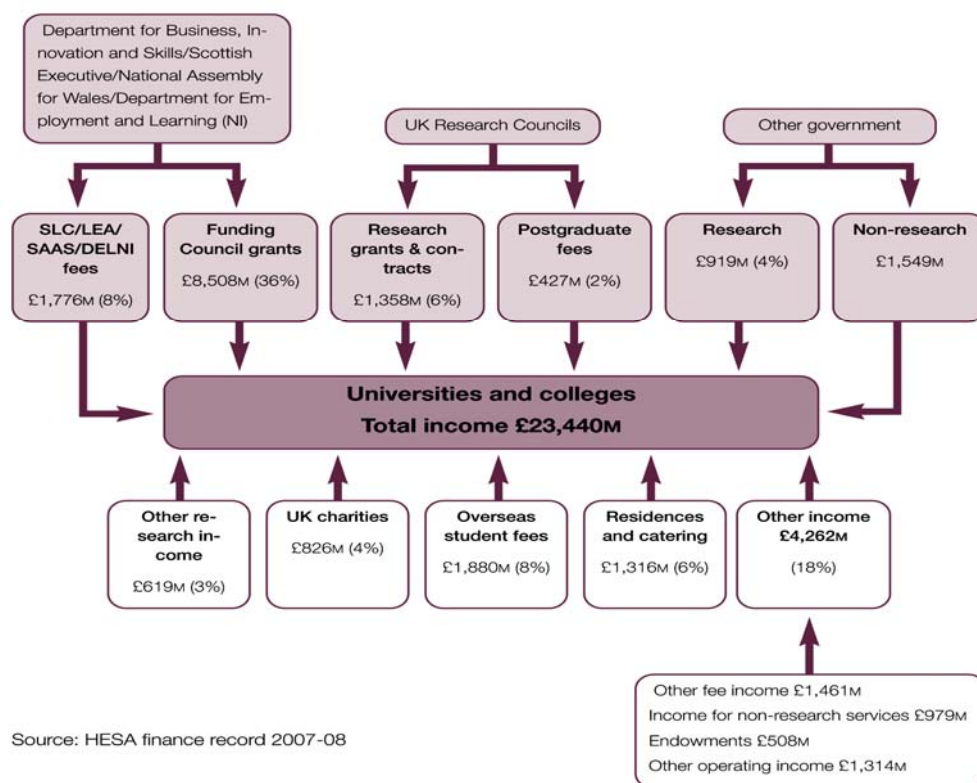 Department for Business, In-
novation and Skills/Scottish
Executive/National Assembly
for Wales/Department for Em-
ployment and Learning (NI)
UK Research Councils
Other government
SLC/LEA/
SAAS/DELNI
fees
£1,776M (8%)
Funding
Council grants
£8,508M (36%)
Research
grants & con-
tracts
£1,358M (6%)
Postgraduate
fees
£427M (2%)
Research
£919M (4%)
Non-research
£1,549M
Universities and colleges
Total income £23,440M
Other re-
search in-
come
£619M (3%)
UK charities
£826M (4%)
Overseas
student fees
£1,880M (8%)
Residences
and catering
£1,316M (6%)
Other income
£4,262M
(18%)
Other fee income £1,461M
Income for non-research services £979M
Endowments £508M
Other operating income £1,314M
Source: HESA finance record 2007-08